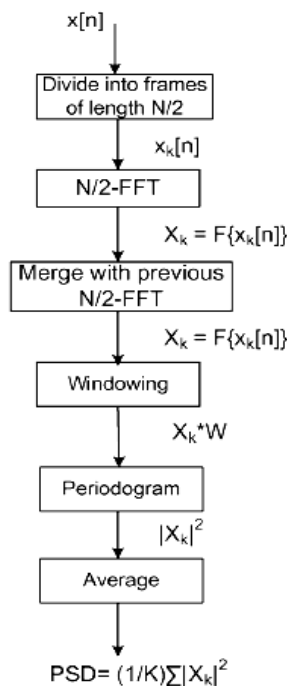 x[n]
Divide into frames
of length N/2
xₖ[n]
N/2-FFT
Xₖ = F{xₖ[n]}
Merge with previous
N/2-FFT
Xₖ = F{xₖ[n]}
Windowing
Xₖ*W
Periodogram
|Xₖ|²
Average
PSD= (1/K)∑|Xₖ|²